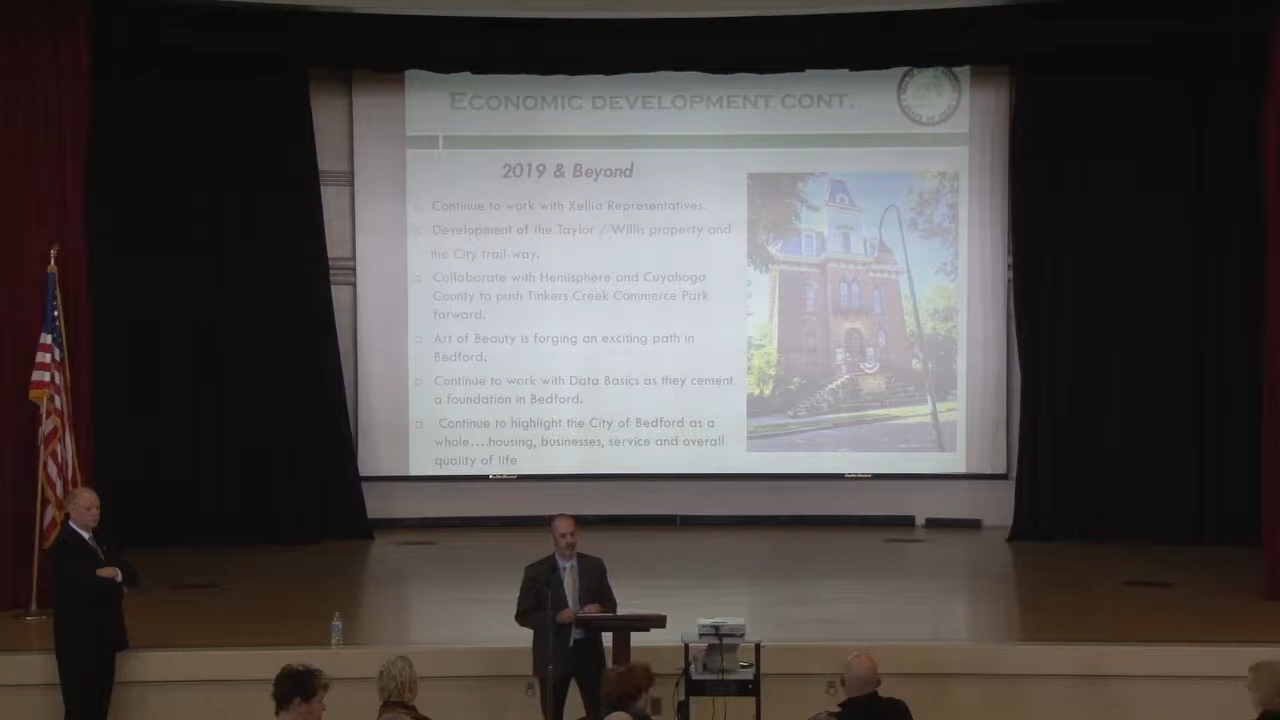 ECONOMIC DEVELOPMENT CONT.
2019 & Beyond
Continue to work with Xellia Representatives.
Development of the Taylor / Willis property and
the City trail-way.
Collaborate with Hemisphere and Cuyahoga
County to push Tinkers Creek Commerce Park
forward.
Art of Beauty is forging an exciting path in
Bedford.
Continue to work with Data Basics as they cement
a foundation in Bedford.
Continue to highlight the City of Bedford as a
whole....housing, businesses, service and overall
quality of life